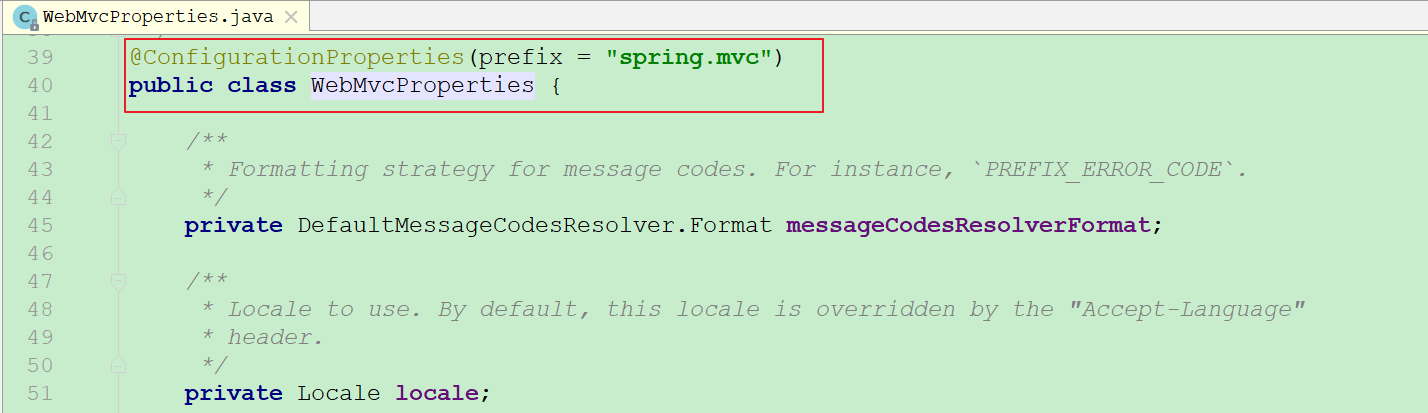 C WebMvcProperties.java
39 @ConfigurationProperties(prefix = "spring.mvc")
40 public class WebMvcProperties {
41
42 /**
43 * Formatting strategy for message codes. For instance, `PREFIX_ERROR_CODE`.
44 */
45 private DefaultMessageCodesResolver.Format messageCodesResolverFormat;
46
47 /**
48 * Locale to use. By default, this locale is overridden by the "Accept-Language"
49 * header.
50 */
51 private Locale locale;